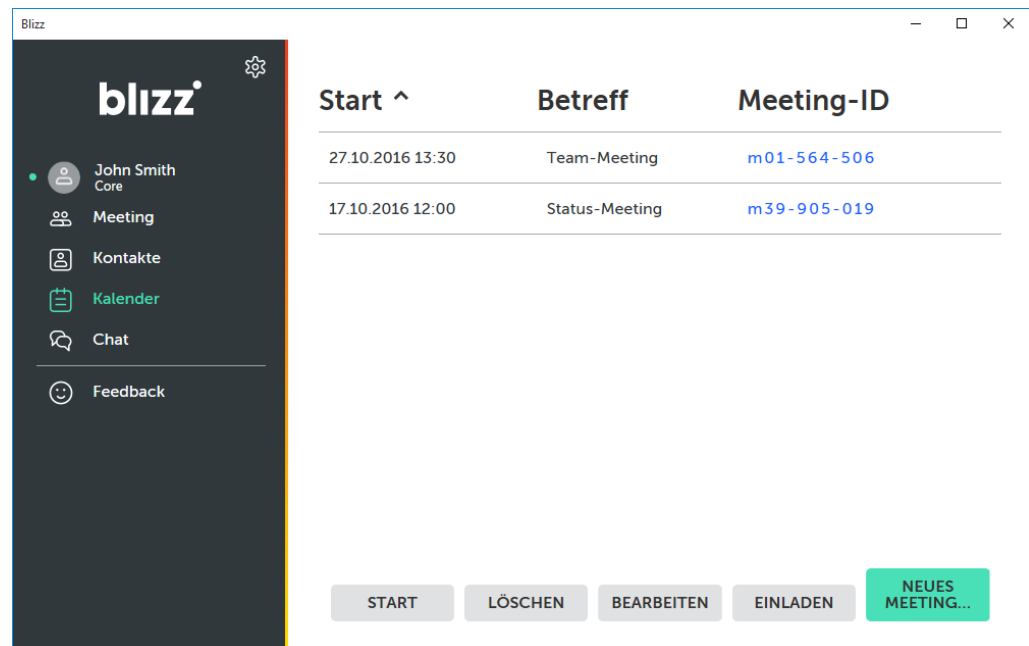 Blizz
blizz
John Smith
Core
Meeting
Kontakte
Kalender
Chat
Feedback
Start Betreff Meeting-ID
27.10.2016 13:30 Team-Meeting m01-564-506
17.10.2016 12:00 Status-Meeting m39-905-019
START LÖSCHEN BEARBEITEN EINLADEN NEUES
MEETING...